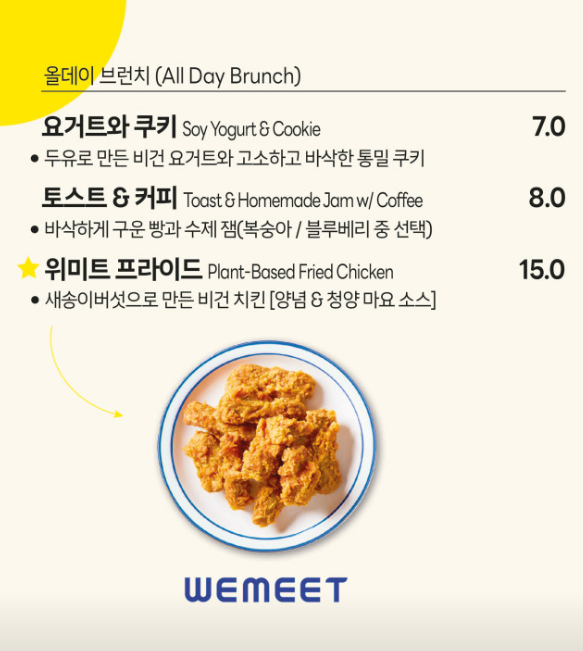 올데이 브런치 (All Day Brunch)
요거트와 쿠키 Soy Yogurt & Cookie 7.0
• 두유로 만든 비건 요거트와 고소하고 바삭한 통밀 쿠키
토스트 & 커피 Toast & Homemade Jam w/ Coffee 8.0
• 바삭하게 구운 빵과 수제 잼(복숭아 / 블루베리 중 선택)
위미트 프라이드 Plant-Based Fried Chicken 15.0
• 새송이버섯으로 만든 비건 치킨 [양념 & 청양 마요 소스]
WEMEET